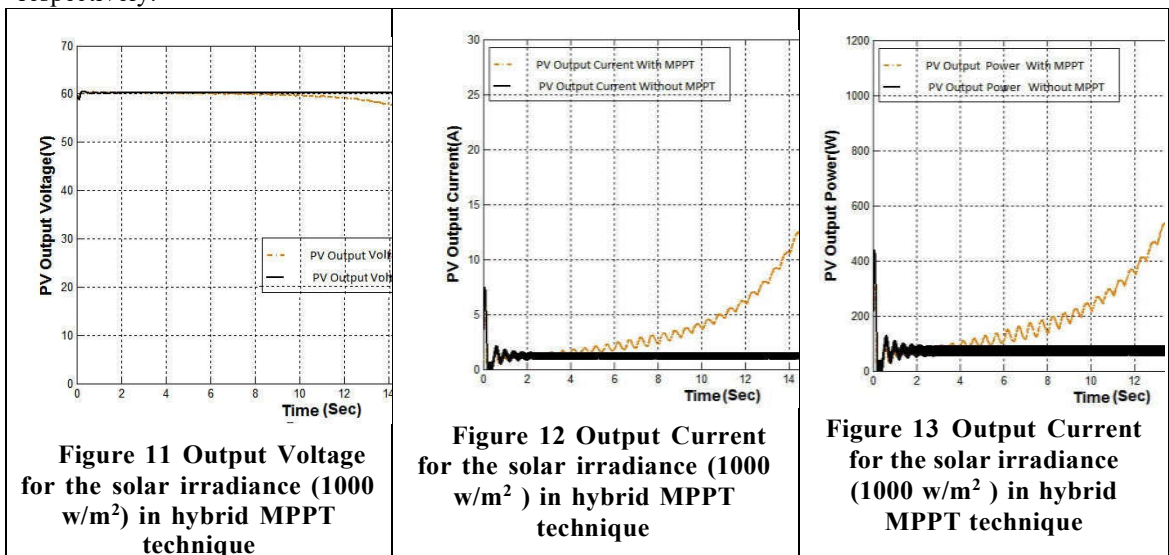 respectively.
70
60
50
40
30
20
10
0
0 2 4 6 8 10 12 14
PV Output Voltage(V)
Time (Sec)
PV Output Volt
PV Output Volt
Figure 11 Output Voltage
for the solar irradiance (1000
w/m²) in hybrid MPPT
technique
30
25
20
15
10
5
0
0 2 4 6 8 10 12 14
PV Output Current(A)
Time(Sec)
PV Output Current With MPPT
PV Output Current Without MPPT
Figure 12 Output Current
for the solar irradiance (1000
w/m² ) in hybrid MPPT
technique
1200
1000
800
600
400
200
0
0 2 4 6 8 10 12
PV Output Power(W)
Time(Sec)
PV Output Power With MPPT
PV Output Power Without MPPT
Figure 13 Output Current
for the solar irradiance
(1000 w/m² ) in hybrid
MPPT technique